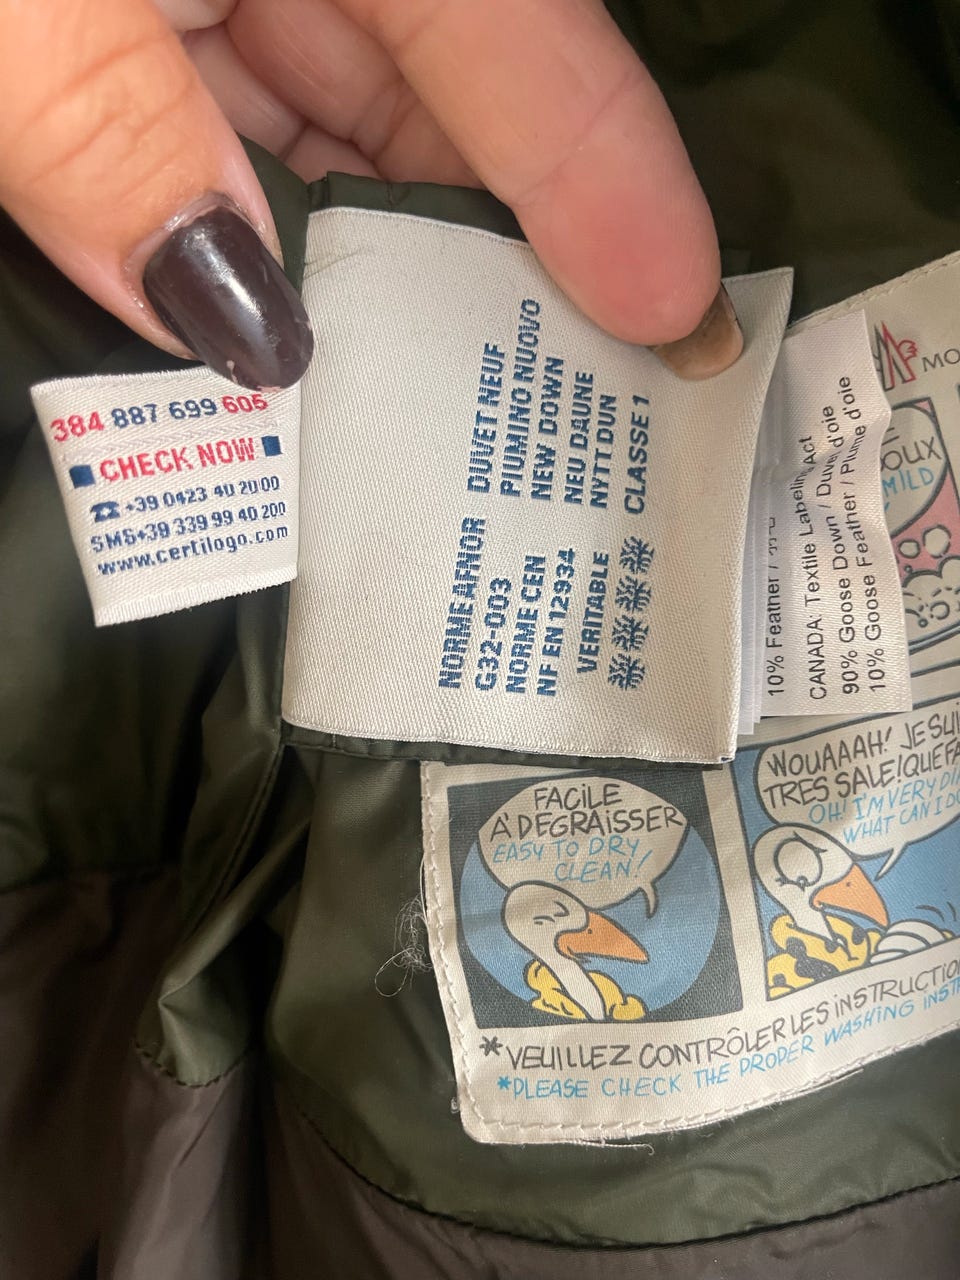 384 887 699 605
CHECK NOW
☎ +39 0423 40 20 00
SMS+39 339 99 40 200
www.certilogo.com
NORME AFNOR DUVET NEUF
G32-003 PIUMINO NUOVO
NORME CEN NEW DOWN
NF EN 12934 NEU DAUNE
VERITABLE NYTT DUN
CLASSE 1
10% Feather /
CANADA: Textile Labeling Act
90% Goose Down / Duvet d'oie
10% Goose Feather / Plume d'oie
MO
OUX
MILD
FACILE
À DEGRAISSER
EASY TO DRY
CLEAN!
WOUAAAH! JE SUI
TRES SALE! QUE FA
OH! I'M VERY DI
WHAT CAN I DO
*VEUILLEZ CONTRÔLER LES INSTRUCTIO
*PLEASE CHECK THE PROPER WASHING INST